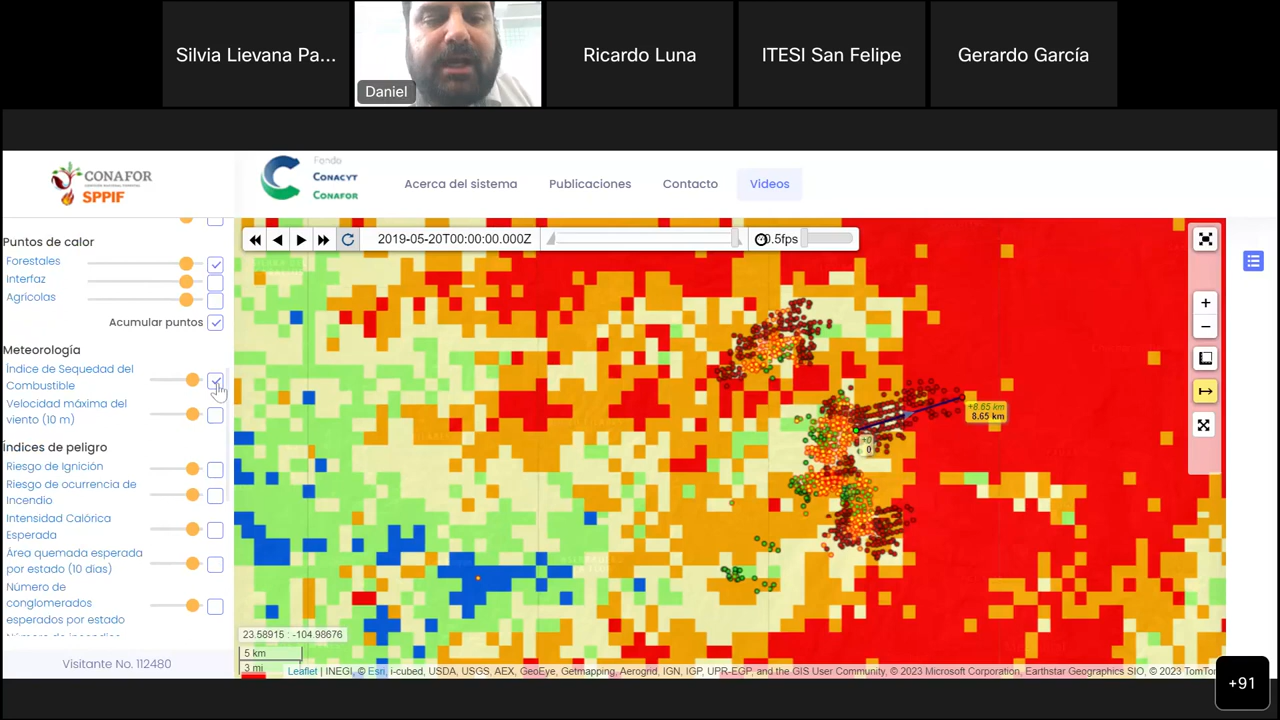 Silvia Lievana Pa...
Daniel
Ricardo Luna
ITESI San Felipe
Gerardo García
CONAFOR
SPPIF
Fondo
CONACYT
CONAFOR
Acerca del sistema
Publicaciones
Contacto
Videos
Puntos de calor
Forestales
Interfaz
Agrícolas
Acumular puntos
Meteorología
Índice de Sequedad del
Combustible
Velocidad máxima del
viento (10 m)
Índices de peligro
Riesgo de Ignición
Riesgo de ocurrencia de
Incendio
Intensidad Calórica
Esperada
Área quemada esperada
por estado (10 días)
Número de
conglomerados
esperados por estado
Visitante No. 112480
2019-05-20T00:00:00.000Z
0.5fps
+8.65 km
8.65 km
+0
0
23.58915 : -104.98676
5 km
3 mi
Leaflet | INEGI, © Esri, i-cubed, USDA, USGS, AEX, GeoEye, Getmapping, Aerogrid, IGN, IGP, UPR-EGP, and the GIS User Community, © 2023 Microsoft Corporation, Earthstar Geographics SIO, © 2023 TomTom
+
−
+91